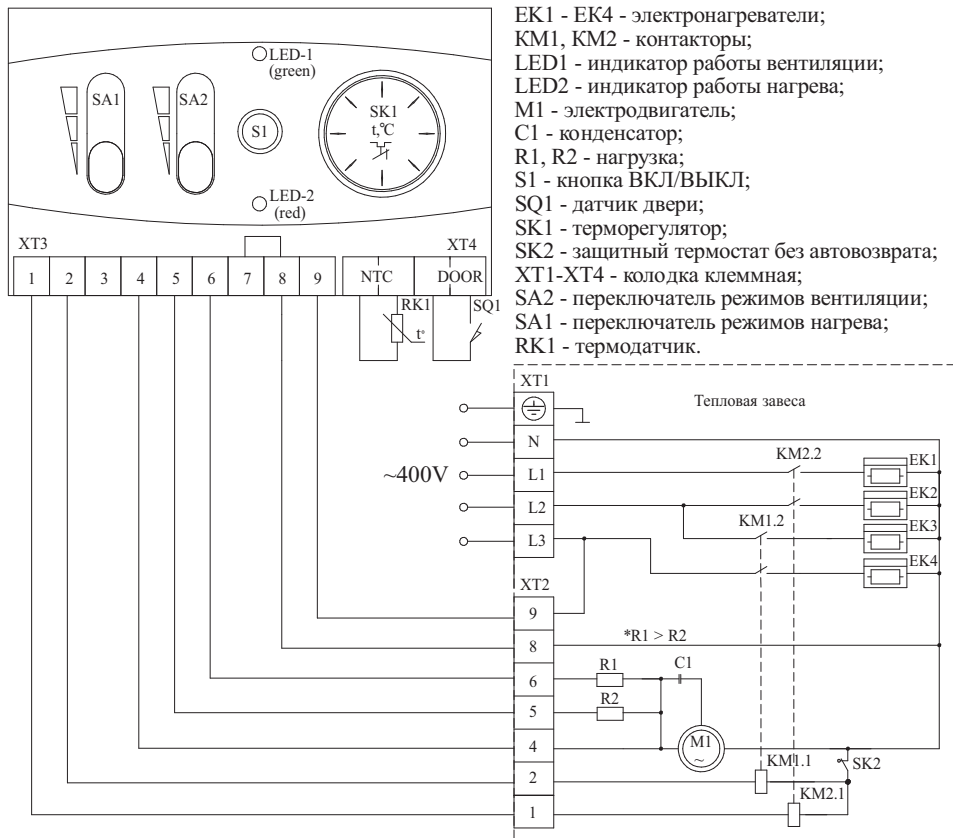 LED-1
(green)
SA1
SA2
S1
SK1
t,°C
LED-2
(red)
XT3
XT4
1 2 3 4 5 6 7 8 9 NTC DOOR
RK1
SQ1
t°
EK1 - EK4 - электронагреватели;
КМ1, КМ2 - контакторы;
LED1 - индикатор работы вентиляции;
LED2 - индикатор работы нагрева;
М1 - электродвигатель;
С1 - конденсатор;
R1, R2 - нагрузка;
S1 - кнопка ВКЛ/ВЫКЛ;
SQ1 - датчик двери;
SK1 - терморегулятор;
SK2 - защитный термостат без автовозврата;
XT1-XT4 - колодка клеммная;
SA2 - переключатель режимов вентиляции;
SA1 - переключатель режимов нагрева;
RK1 - термодатчик.
XT1
Тепловая завеса
N
~400V
L1
L2
L3
KM2.2
EK1
EK2
KM1.2
EK3
EK4
XT2
9
8
*R1 > R2
6
R1
C1
5
R2
4
M1
~
2
KM1.1
SK2
1
KM2.1